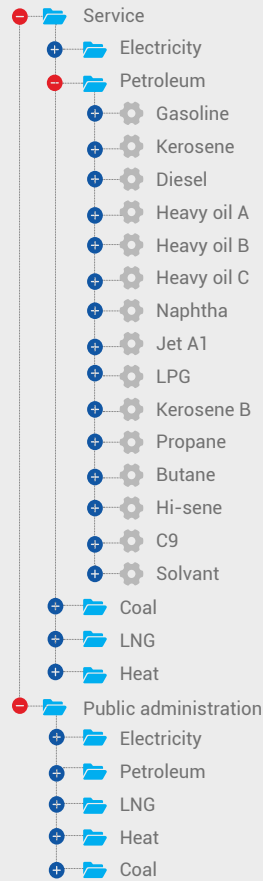 Service
Electricity
Petroleum
Gasoline
Kerosene
Diesel
Heavy oil A
Heavy oil B
Heavy oil C
Naphtha
Jet A1
LPG
Kerosene B
Propane
Butane
Hi-sene
C9
Solvant
Coal
LNG
Heat
Public administration
Electricity
Petroleum
LNG
Heat
Coal